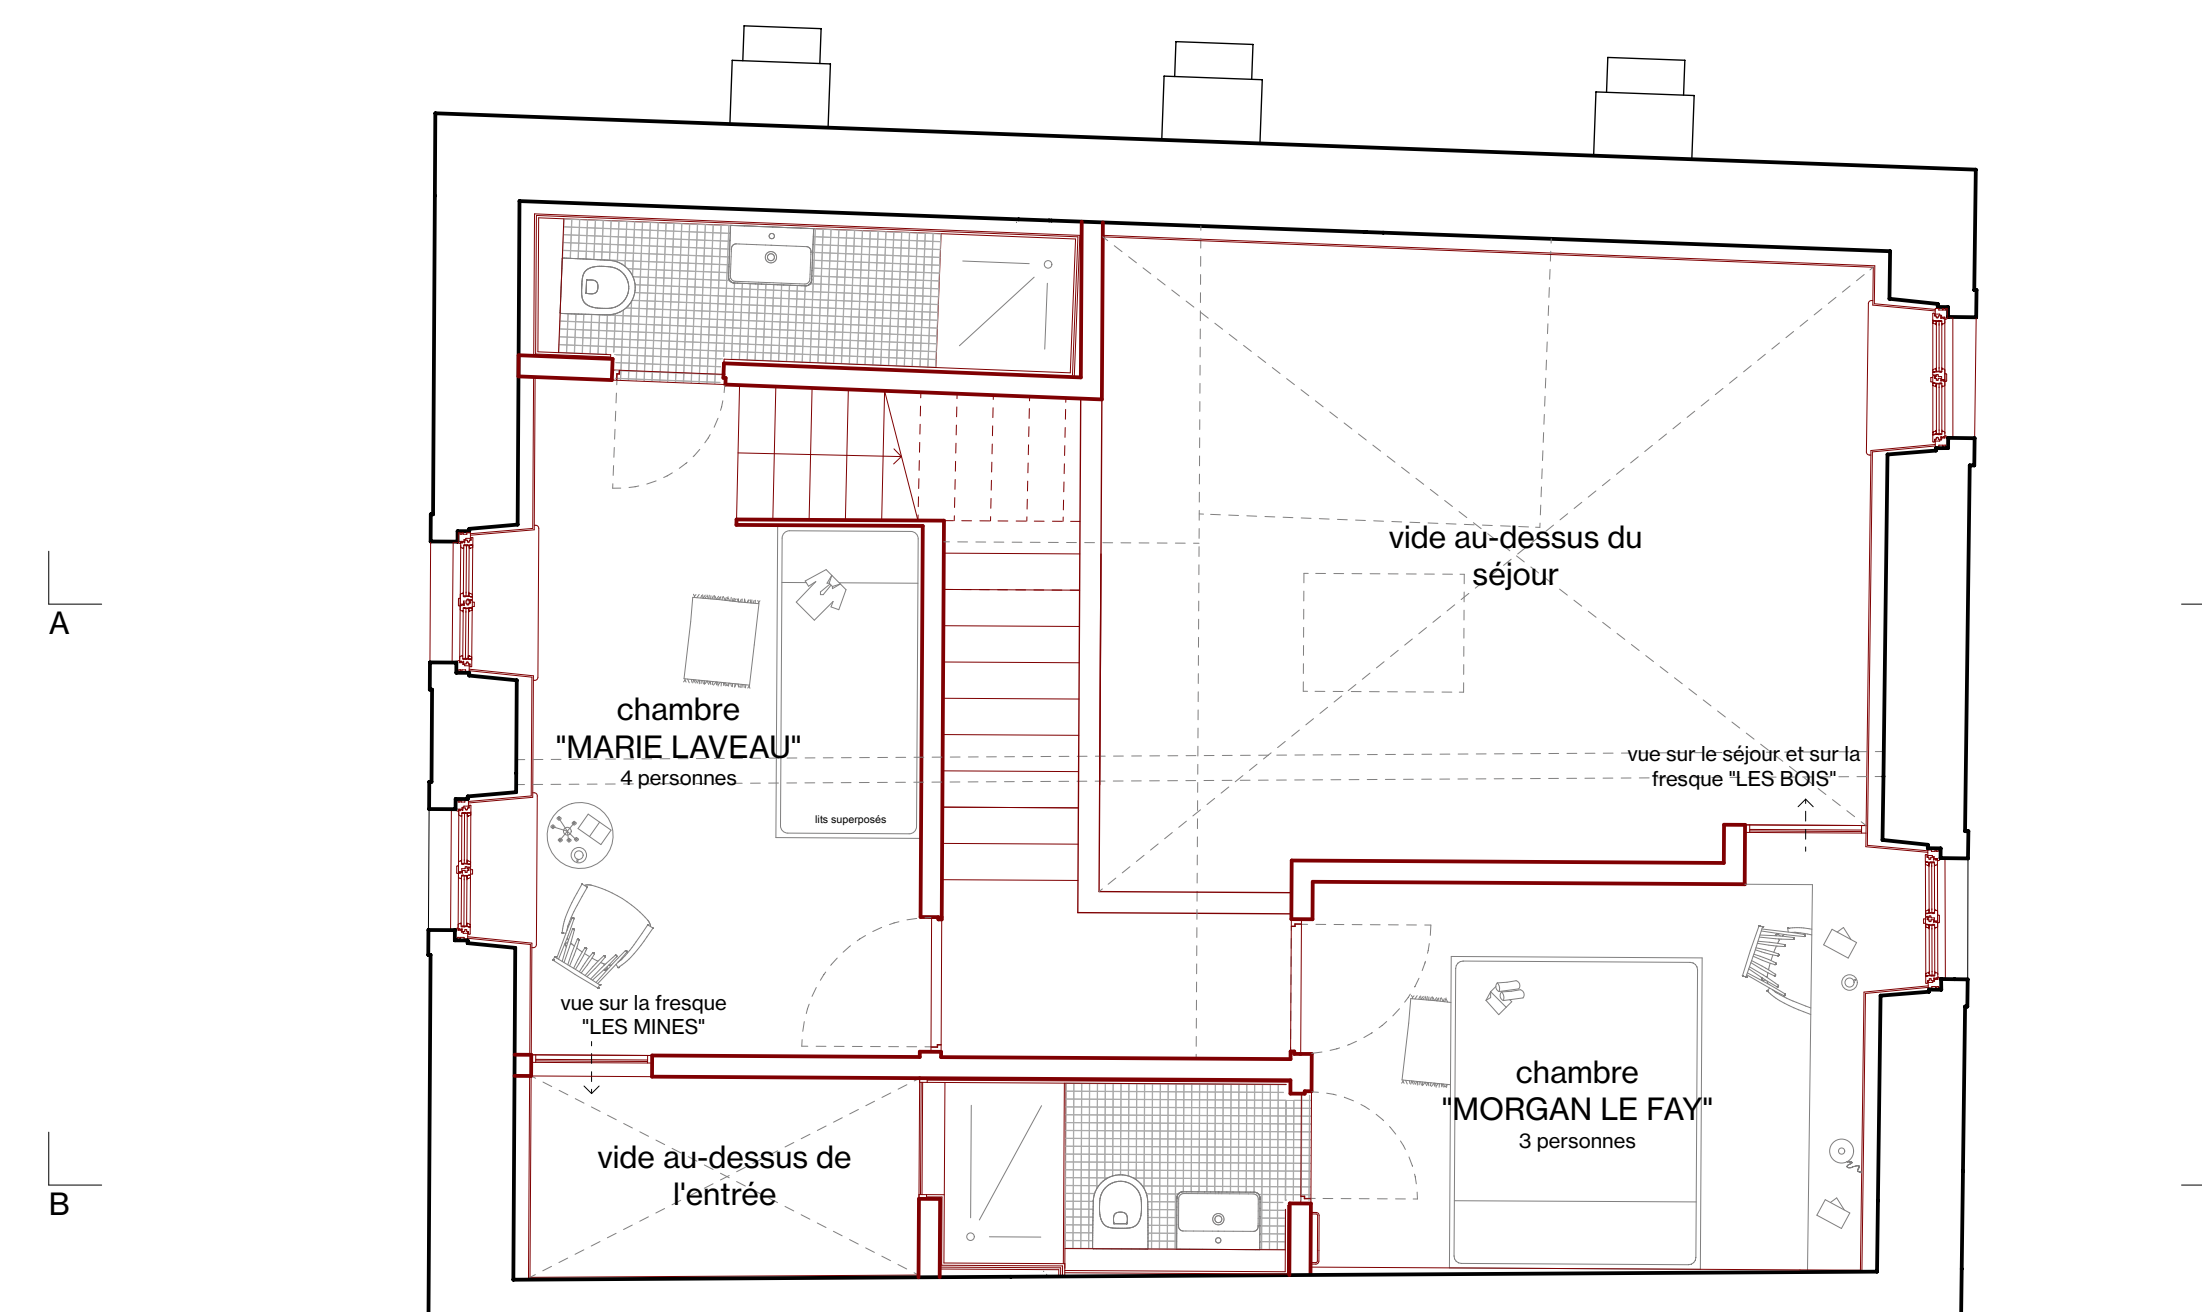 vide au-dessus du
séjour
A
chambre
"MARIE LAVEAU"
4 personnes
vue sur le séjour et sur la
fresque "LES BOIS"
lits superposés
vue sur la fresque
"LES MINES"
chambre
"MORGAN LE FAY"
3 personnes
vide au-dessus de
l'entrée
B